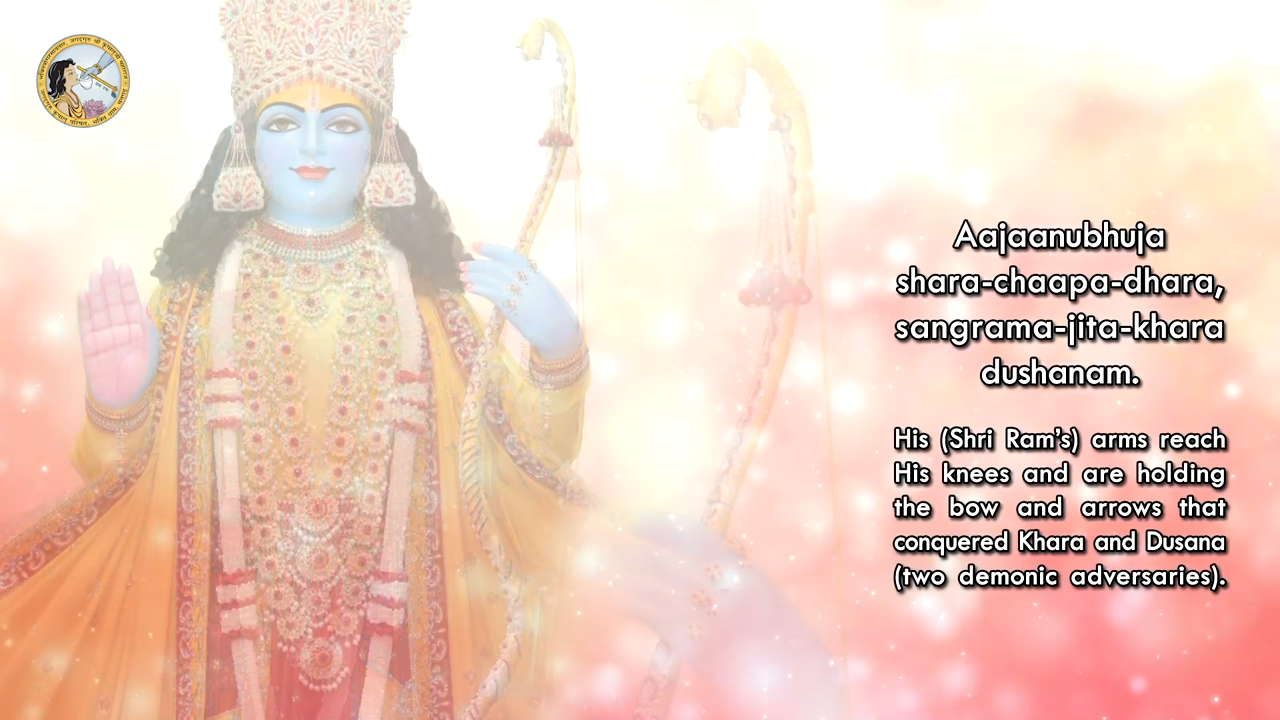 Aajaanubhuja
shara-chaapa-dhara,
sangrama-jita-khara
dushanam.
His (Shri Ram's) arms reach
His knees and are holding
the bow and arrows that
conquered Khara and Dusana
(two demonic adversaries).